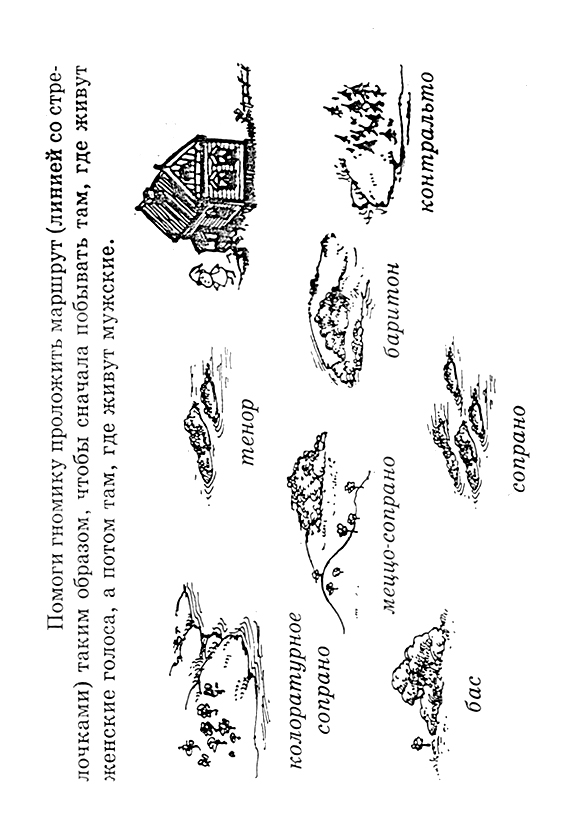 Помоги гномику проложить маршрут (линией со стре-
лочками) таким образом, чтобы сначала побывать там, где живут
женские голоса, а потом там, где живут мужские.
колоратурное
сопрано
тенор
меццо-сопрано
баритон
контральто
бас
сопрано